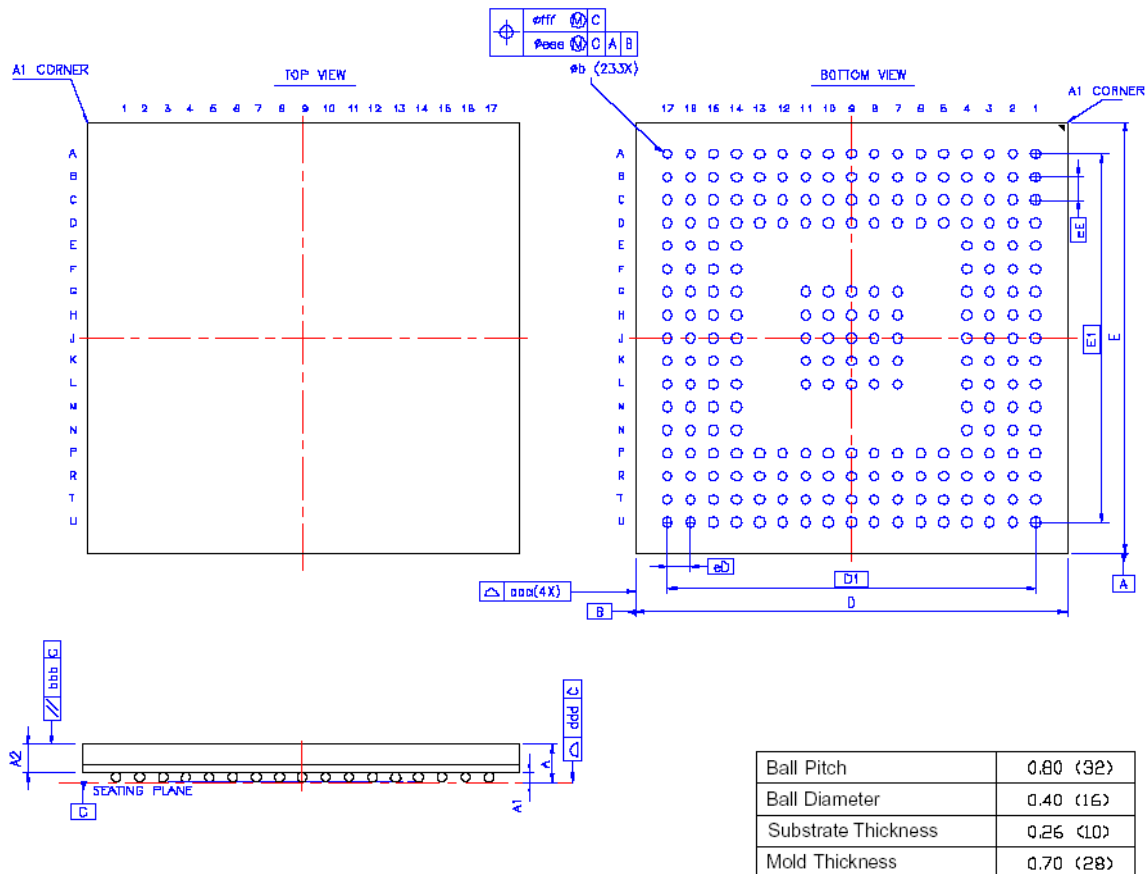 øfff Ⓜ C
øeee Ⓜ C A B
øb (233X)
A1 CORNER
TOP VIEW
BOTTOM VIEW
A1 CORNER
1 2 3 4 5 6 7 8 9 10 11 12 13 14 15 16 17
17 16 15 14 13 12 11 10 9 8 7 6 5 4 3 2 1
A A
B B
C C
D D
E E
F F
G G
H H
J J
K K
L L
M M
N N
P P
R R
T T
U U
eE
E1
E
eD
D1
D
A
aaa(4X)
B
// bbb C
ddd C
A2
A
A1
SEATING PLANE
C
Ball Pitch 0.80 (32)
Ball Diameter 0.40 (16)
Substrate Thickness 0.26 (10)
Mold Thickness 0.70 (28)